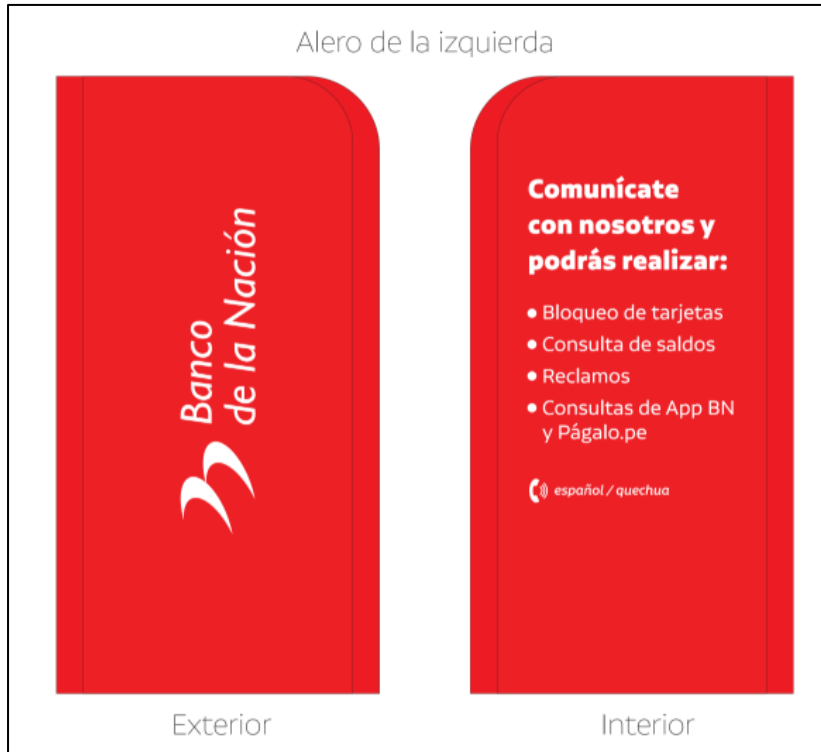 Alero de la izquierda
Banco
de la Nación
Comunícate
con nosotros y
podrás realizar:
• Bloqueo de tarjetas
• Consulta de saldos
• Reclamos
• Consultas de App BN
y Págalo.pe
español / quechua
Exterior
Interior